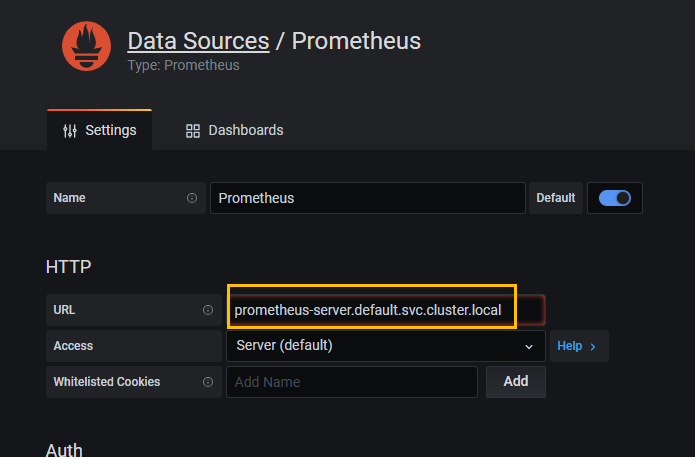 Data Sources / Prometheus
Type: Prometheus
Settings
Dashboards
Name
Prometheus
Default
HTTP
URL
prometheus-server.default.svc.cluster.local
Access
Server (default)
Help >
Whitelisted Cookies
Add Name
Add
Auth